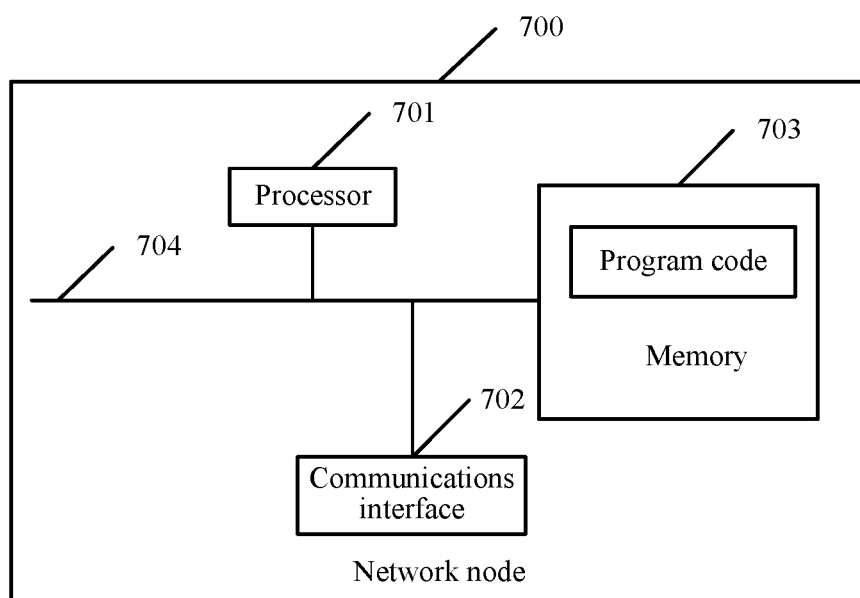 700
701
703
Processor
704
Program code
Memory
702
Communications
interface
Network node